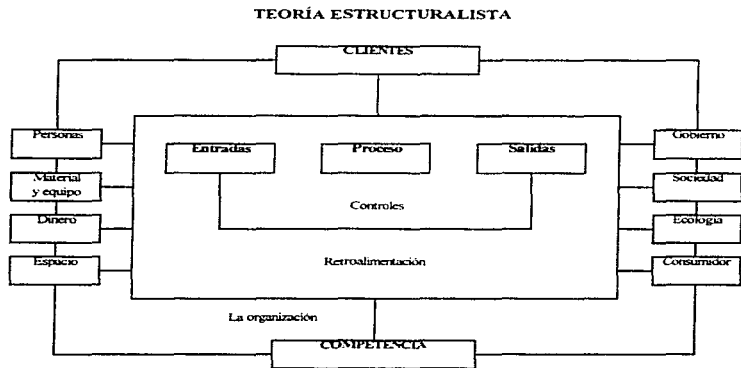 TEORÍA ESTRUCTURALISTA
CLIENTES
Personas
Gobierno
Entradas
Proceso
Salidas
Material
y equipo
Sociedad
Controles
Dinero
Ecología
Espacio
Retroalimentación
Consumidor
La organización
COMPETENCIA